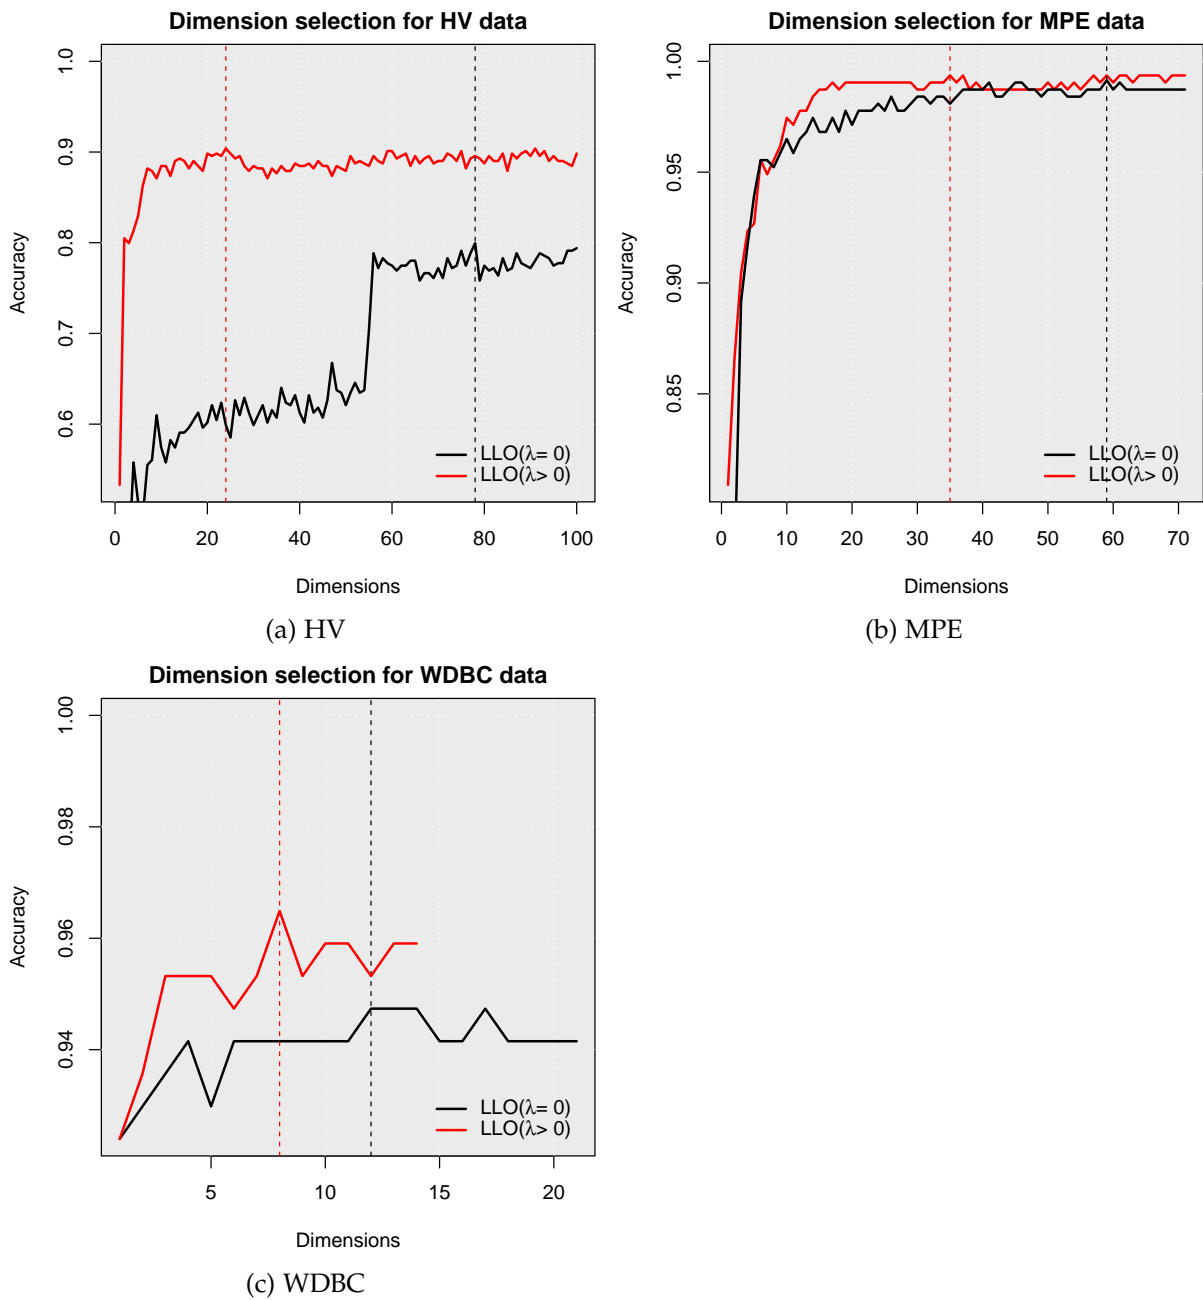 Dimension selection for HV data
1.0
0.9
0.8
0.7
0.6
Accuracy
LLO(λ= 0)
LLO(λ> 0)
0 20 40 60 80 100
Dimensions
(a) HV
Dimension selection for MPE data
1.00
0.95
0.90
0.85
Accuracy
LLO(λ= 0)
LLO(λ> 0)
0 10 20 30 40 50 60 70
Dimensions
(b) MPE
Dimension selection for WDBC data
1.00
0.98
0.96
0.94
Accuracy
LLO(λ= 0)
LLO(λ> 0)
5 10 15 20
Dimensions
(c) WDBC